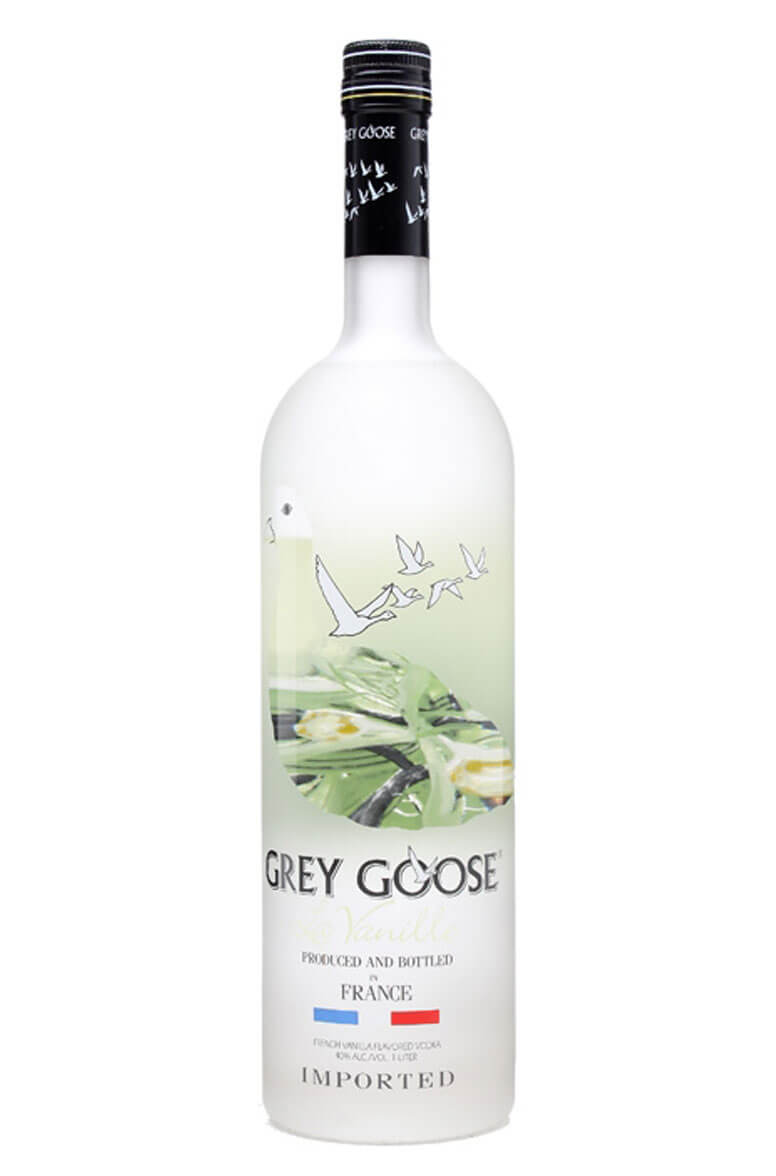 GREY GOOSE GREY
GREY GOOSE
La Vanille
PRODUCED AND BOTTLED
IN
FRANCE
FRENCH VANILLA FLAVORED VODKA
40% ALC./VOL. 1 LITER
IMPORTED